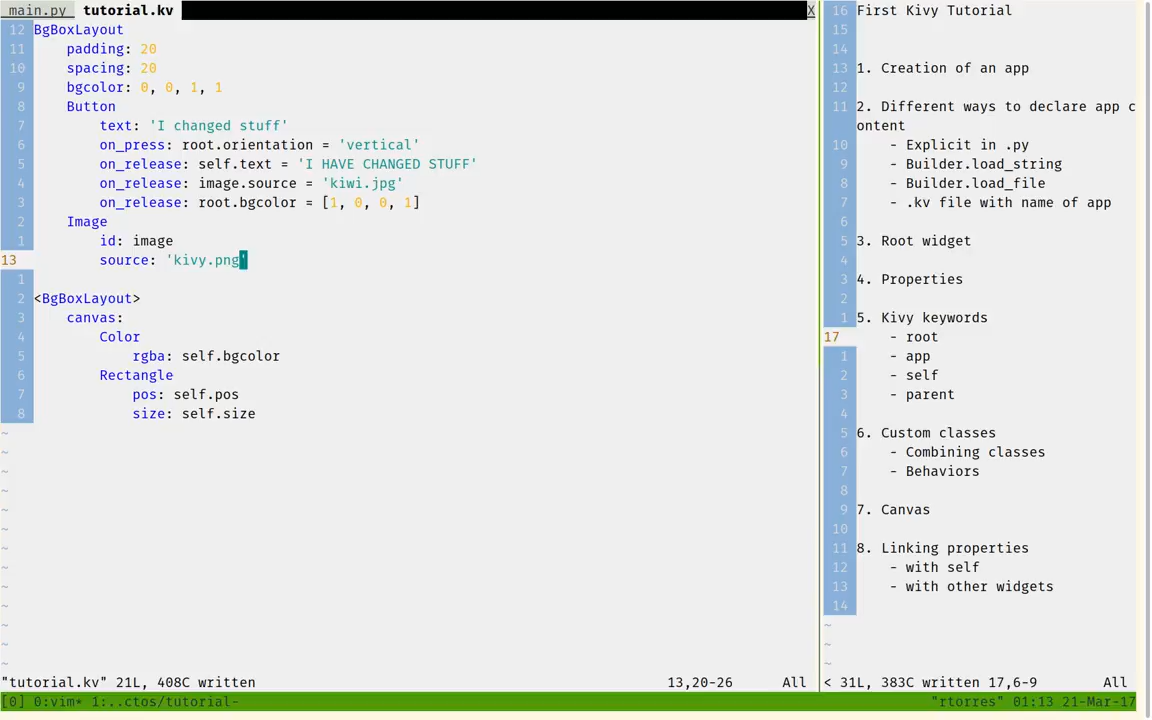 main.py tutorial.kv X
12 BgBoxLayout
11 padding: 20
10 spacing: 20
9 bgcolor: 0, 0, 1, 1
8 Button
7 text: 'I changed stuff'
6 on_press: root.orientation = 'vertical'
5 on_release: self.text = 'I HAVE CHANGED STUFF'
4 on_release: image.source = 'kiwi.jpg'
3 on_release: root.bgcolor = [1, 0, 0, 1]
2 Image
1 id: image
13 source: 'kivy.png'
1
2 <BgBoxLayout>
3 canvas:
4 Color
5 rgba: self.bgcolor
6 Rectangle
7 pos: self.pos
8 size: self.size
~
~
~
~
~
~
~
~
~
~
~
~
~
"tutorial.kv" 21L, 408C written 13,20-26 All
16 First Kivy Tutorial
15
14
13 1. Creation of an app
12
11 2. Different ways to declare app c
ontent
10 - Explicit in .py
9 - Builder.load_string
8 - Builder.load_file
7 - .kv file with name of app
6
5 3. Root widget
4
3 4. Properties
2
1 5. Kivy keywords
17 - root
1 - app
2 - self
3 - parent
4
5 6. Custom classes
6 - Combining classes
7 - Behaviors
8
9 7. Canvas
10
11 8. Linking properties
12 - with self
13 - with other widgets
14
~
~
~
< 31L, 383C written 17,6-9 All
[0] 0:vim* 1:..ctos/tutorial- "rtorres" 01:13 21-Mar-17